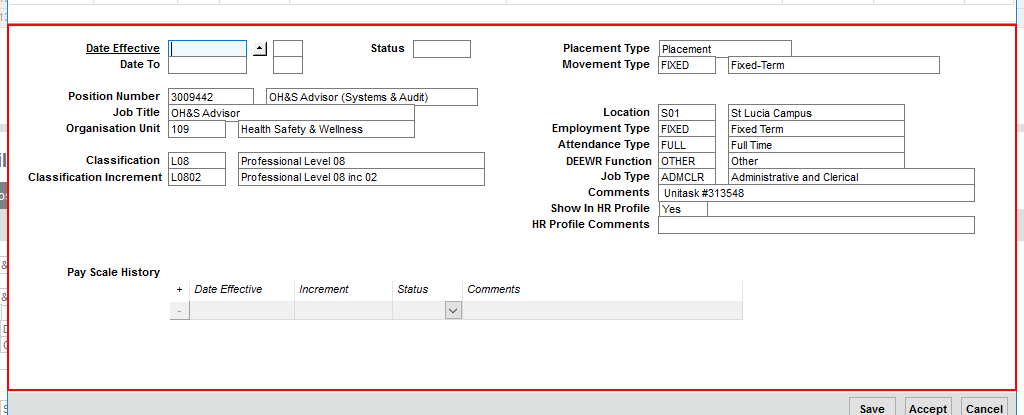 Date Effective Status Placement Type Placement
Date To Movement Type FIXED Fixed-Term
Position Number 3009442 OH&S Advisor (Systems & Audit)
Job Title OH&S Advisor Location S01 St Lucia Campus
Organisation Unit 109 Health Safety & Wellness Employment Type FIXED Fixed Term
Attendance Type FULL Full Time
Classification L08 Professional Level 08 DEEWR Function OTHER Other
Classification Increment L0802 Professional Level 08 inc 02 Job Type ADMCLR Administrative and Clerical
Comments Unitask #313548
Show In HR Profile Yes
HR Profile Comments
Pay Scale History
+ Date Effective Increment Status Comments
-
Save Accept Cancel